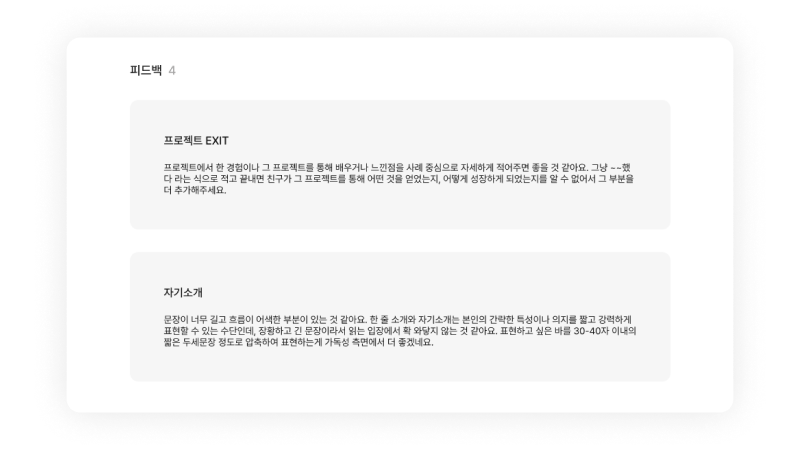 피드백 4
프로젝트 EXIT
프로젝트에서 한 경험이나 그 프로젝트를 통해 배우거나 느낀점을 사례 중심으로 자세하게 적어주면 좋을 것 같아요. 그냥 ~~했
다 라는 식으로 적고 끝내면 친구가 그 프로젝트를 통해 어떤 것을 얻었는지, 어떻게 성장하게 되었는지를 알 수 없어서 그 부분을
더 추가해주세요.
자기소개
문장이 너무 길고 흐름이 어색한 부분이 있는 것 같아요. 한 줄 소개와 자기소개는 본인의 간략한 특성이나 의지를 짧고 강력하게
표현할 수 있는 수단인데, 장황하고 긴 문장이라서 읽는 입장에서 확 와닿지 않는 것 같아요. 표현하고 싶은 바를 30-40자 이내의
짧은 두세문장 정도로 압축하여 표현하는게 가독성 측면에서 더 좋겠네요.